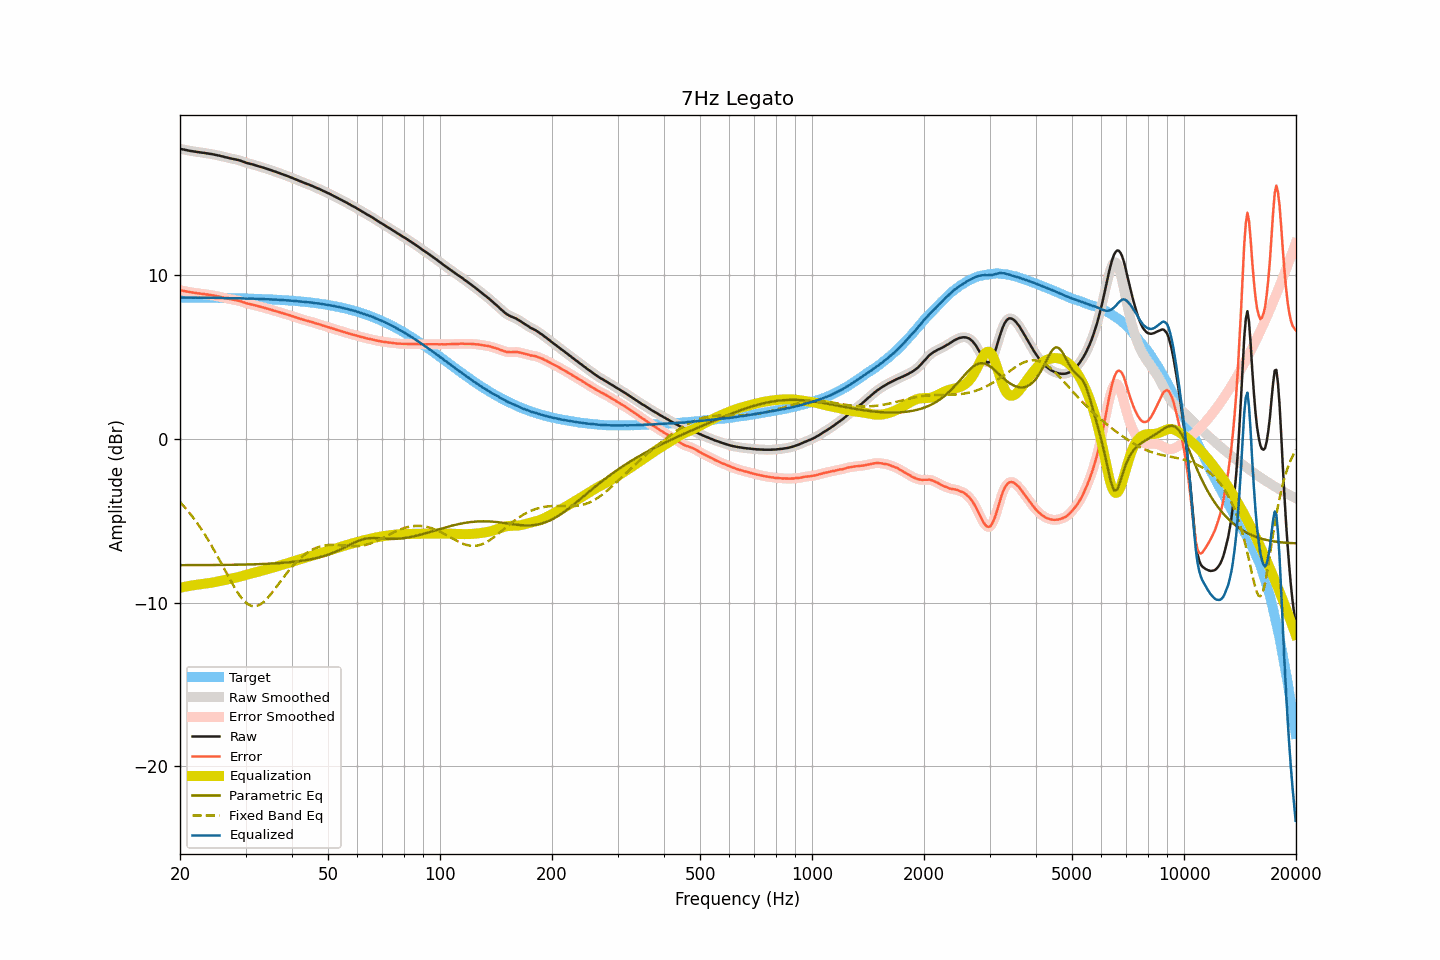 7Hz Legato
Amplitude (dBr)
10
0
−10
−20
Target
Raw Smoothed
Error Smoothed
Raw
Error
Equalization
Parametric Eq
Fixed Band Eq
Equalized
20 50 100 200 500 1000 2000 5000 10000 20000
Frequency (Hz)